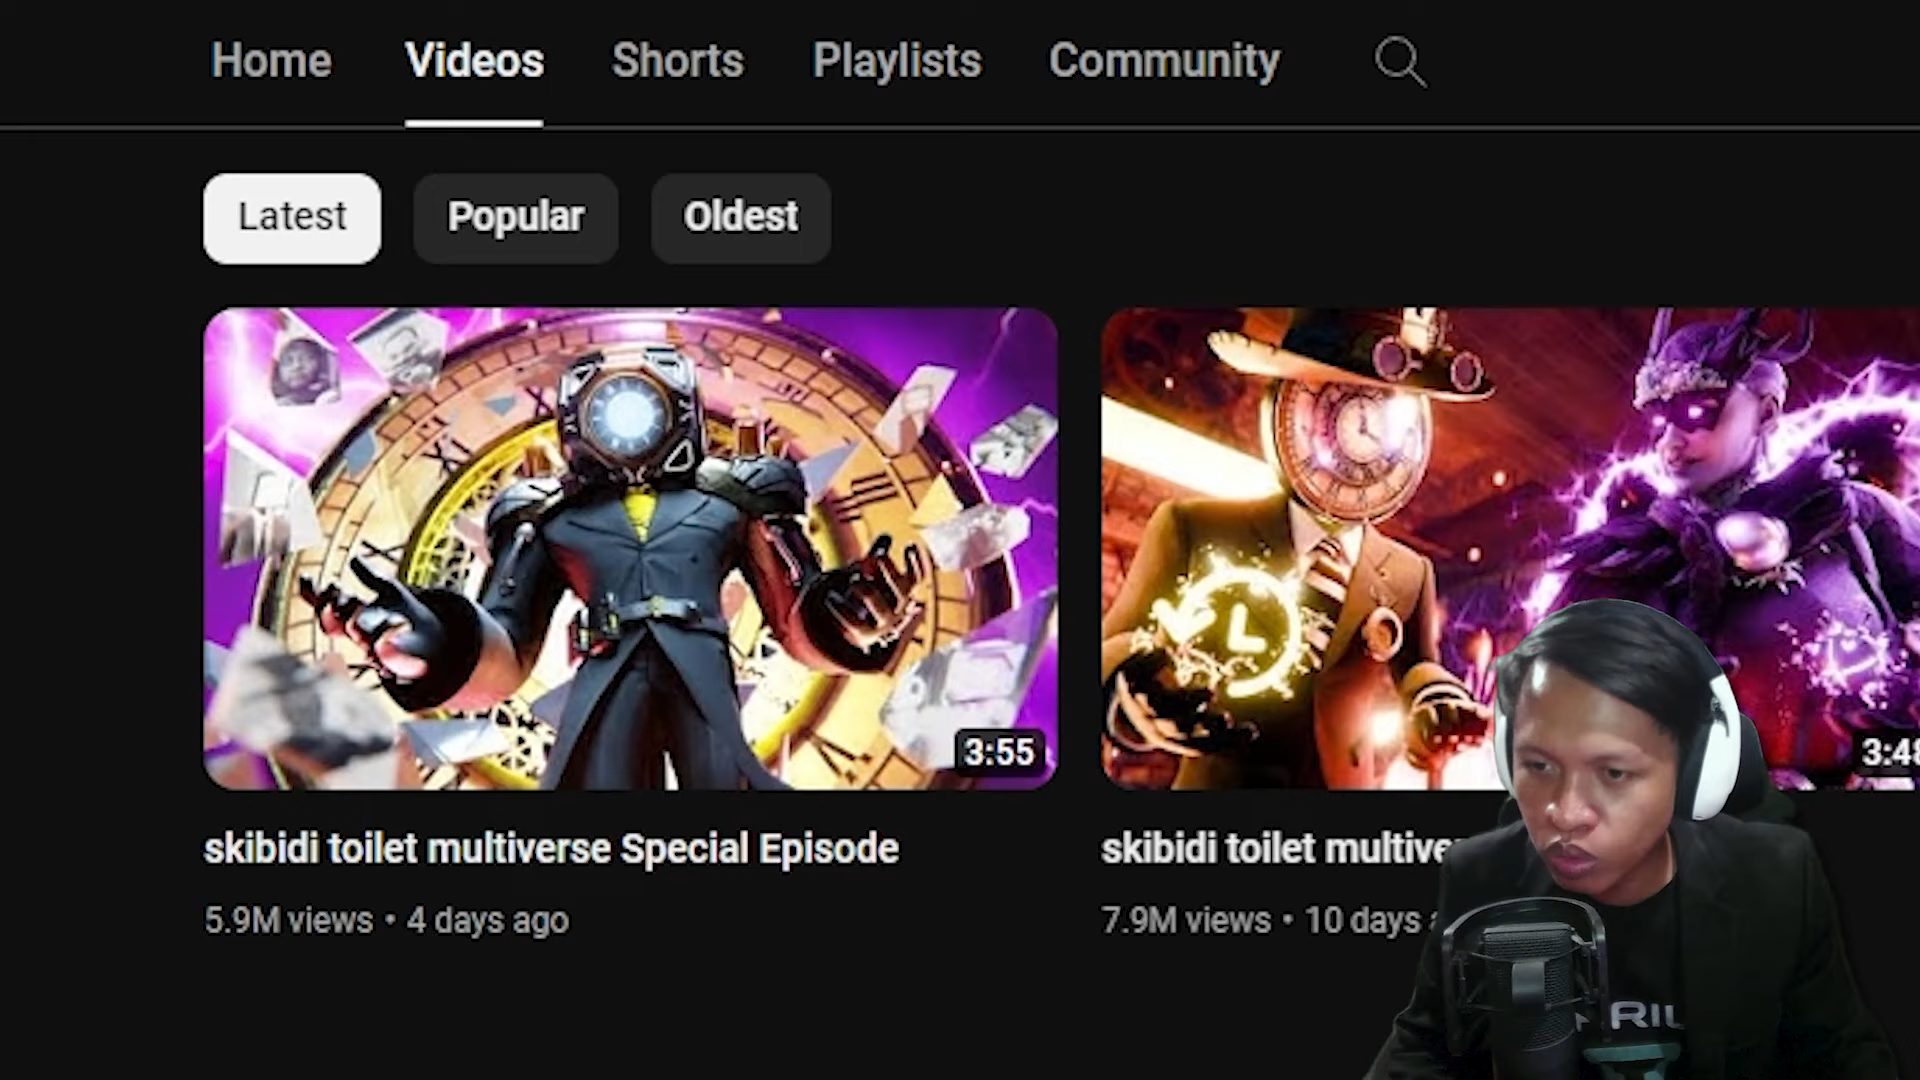 Home Videos Shorts Playlists Community
Latest Popular Oldest
3:55
skibidi toilet multiverse Special Episode
skibidi toilet
5.9M views • 4 days ago
7.9M views • 10 days